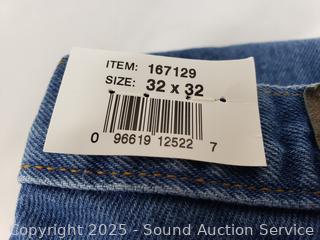 ITEM: 167129
SIZE: 32 x 32
0 96619 12522 7
Copyright 2025 - Sound Auction Service